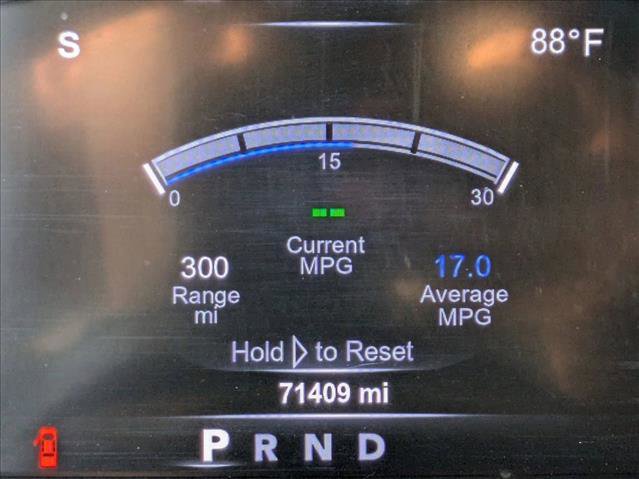 S 88°F
0 15 30
--
Current
MPG
300
Range
mi
17.0
Average
MPG
Hold ▷ to Reset
71409 mi
P R N D